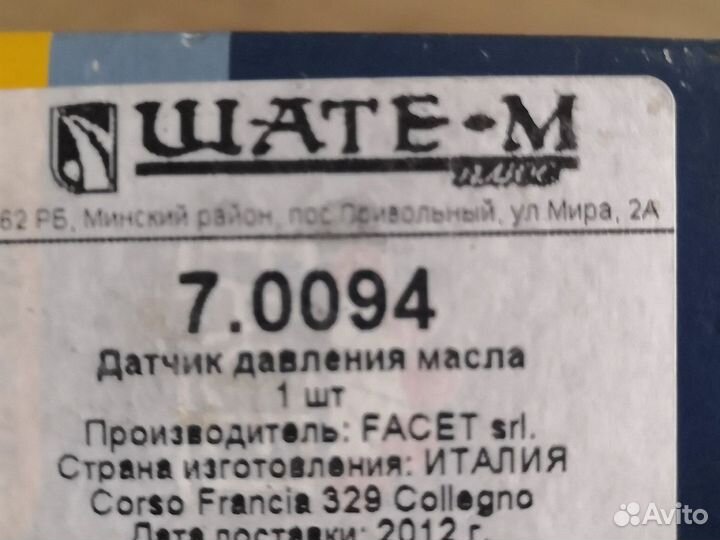 ШАТЕ-М
плюс
62 РБ, Минский район, пос.Привольный, ул Мира, 2А
7.0094
Датчик давления масла
1 шт
Производитель: FACET srl.
Страна изготовления: ИТАЛИЯ
Corso Francia 329 Collegno
Дата поставки: 2012 г.
Avito